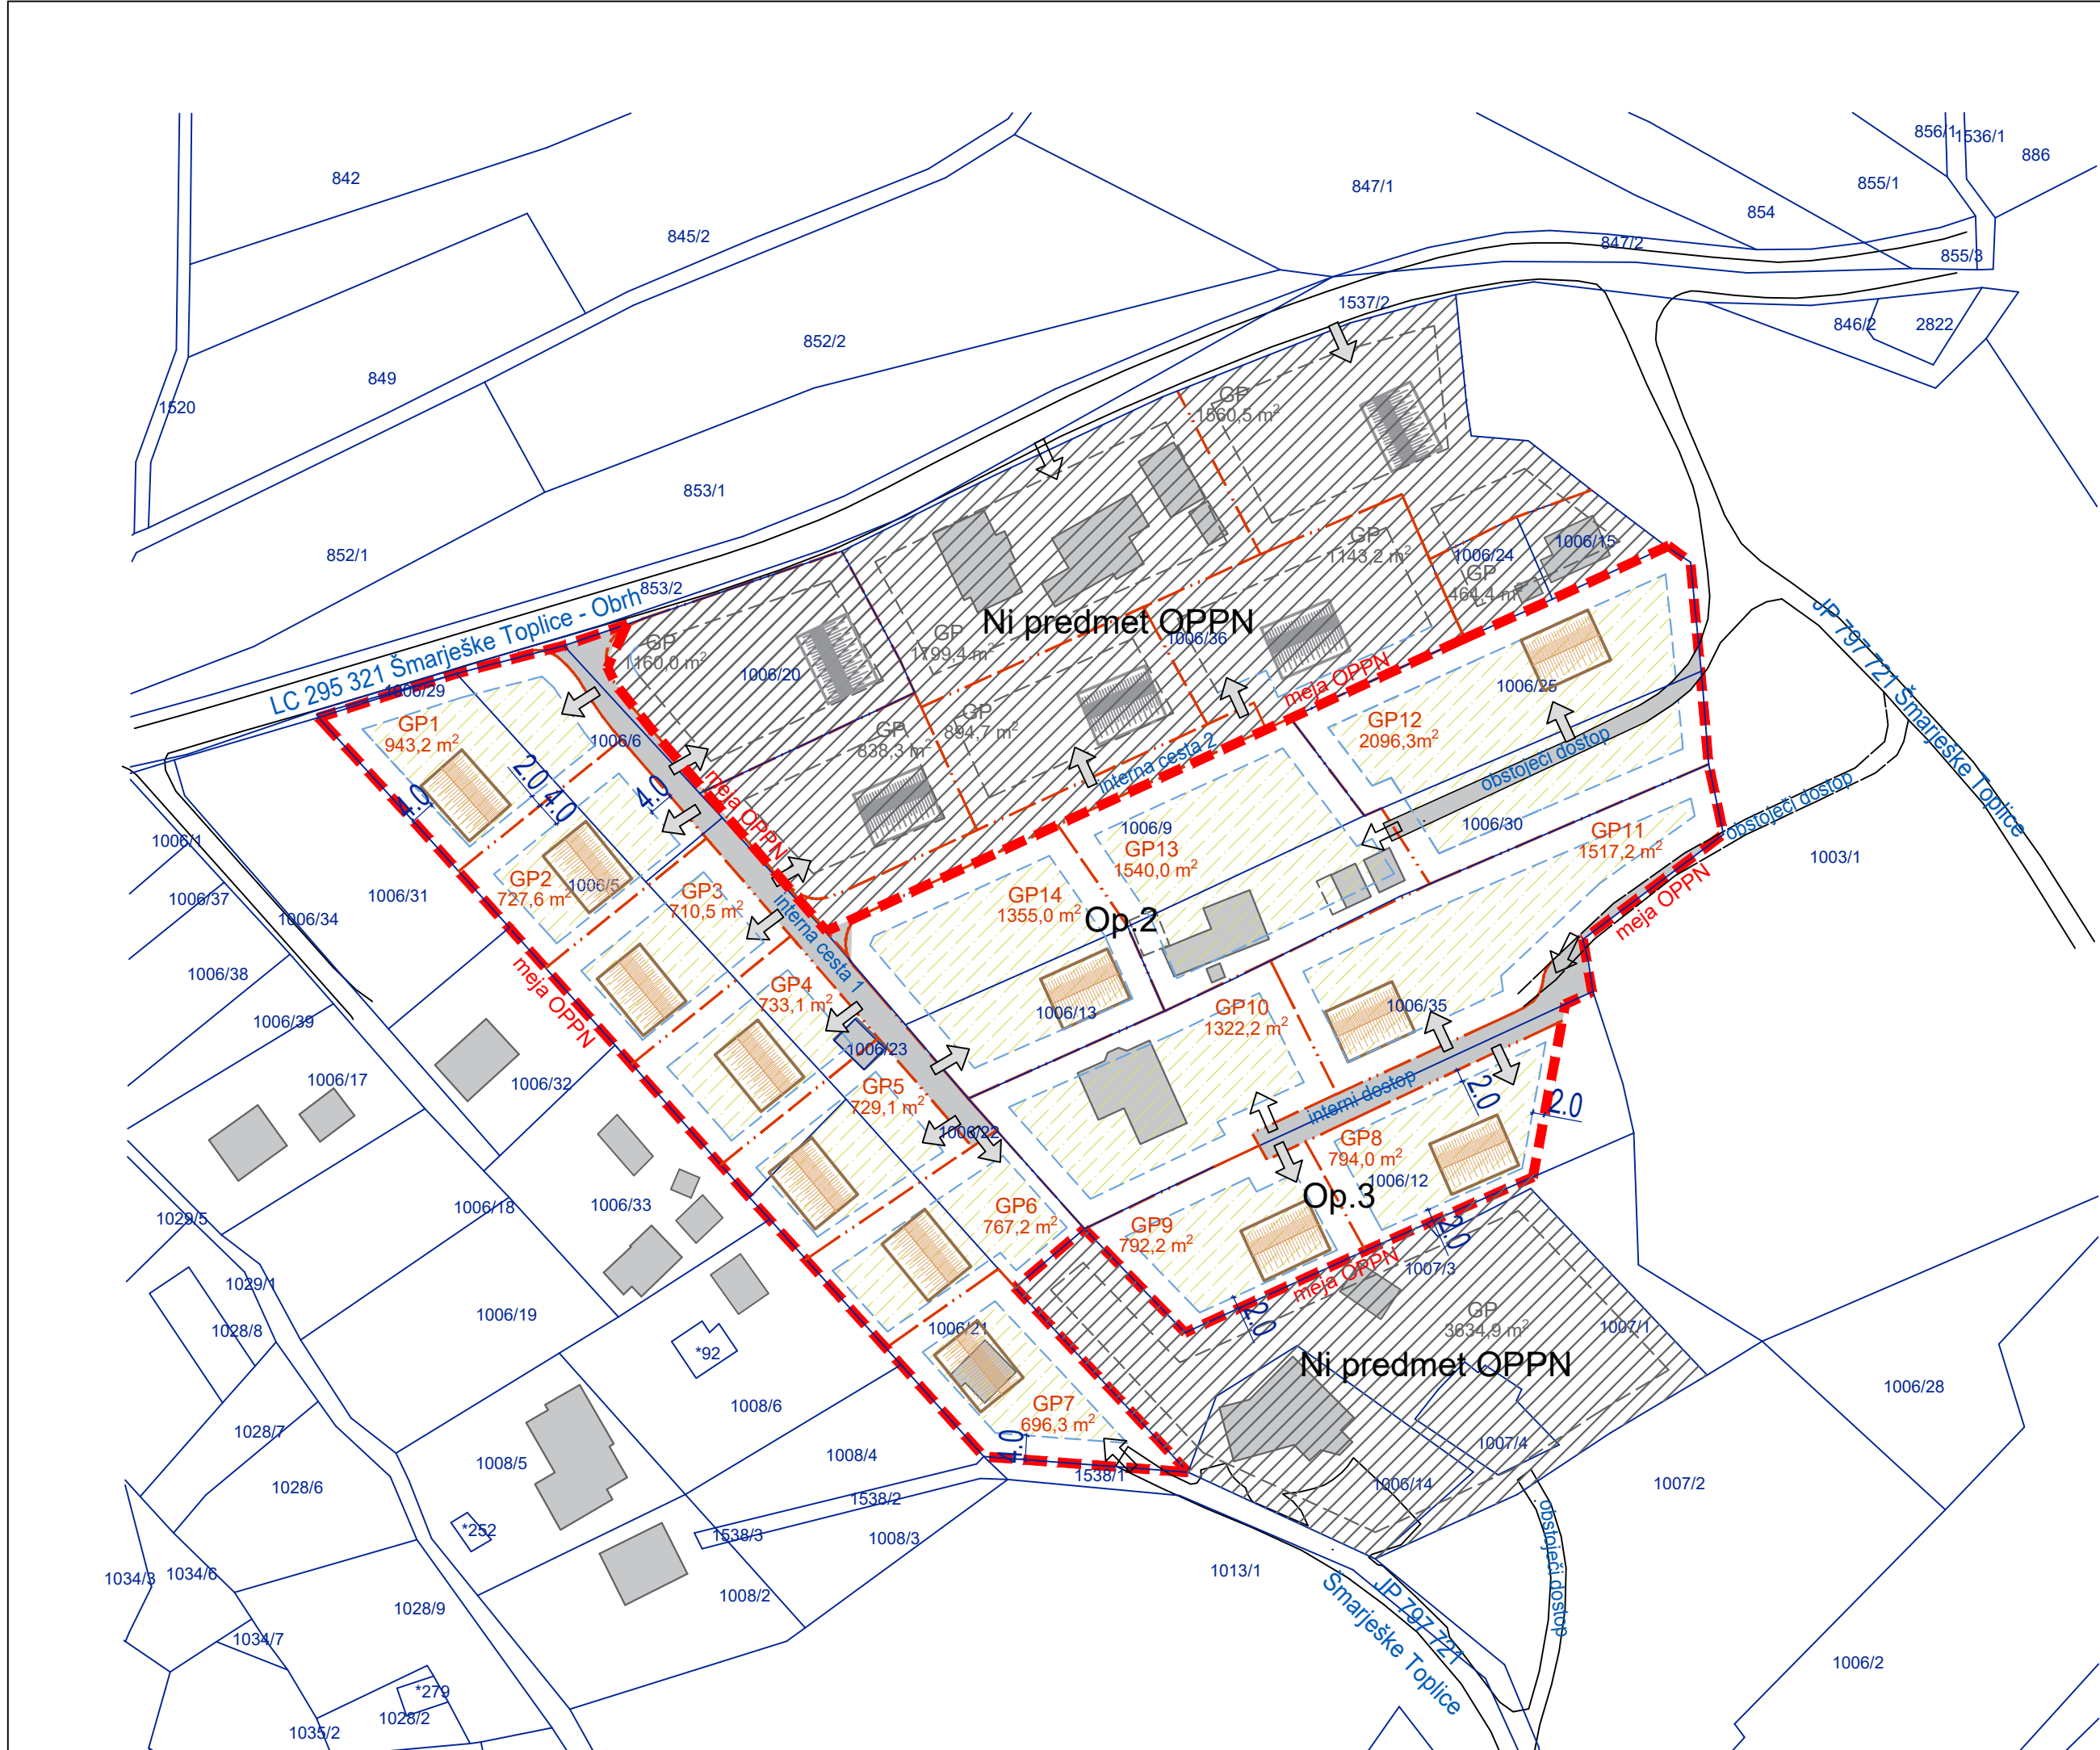 842
845/2
847/1
856/1
1536/1
886
855/1
854
847/2
855/3
849
852/2
1537/2
846/2
2822
1520
853/1
852/1
853/2
LC 295 321 Šmarješke Toplice - Obrh
1006/29
GP
1560,5 m²
GP
1143,2 m²
1006/24
1006/15
GP
464,4 m²
Ni predmet OPPN
1006/36
GP
1160,0 m²
1006/20
GP
1799,4 m²
GP
838,3 m²
GP
894,7 m²
meja OPPN
interna cesta 2
1006/25
GP12
2096,3m²
obstoječi dostop
JP 797 721 Šmarješke Toplice
obstoječi dostop
1003/1
GP1
943,2 m²
1006/6
2.0
4.0
4.0
4.0
meja OPPN
GP2
727,6 m²
1006/5
GP3
710,5 m²
interna cesta 1
1006/9
GP13
1540,0 m²
1006/30
GP11
1517,2 m²
meja OPPN
GP14
1355,0 m²
Op.2
1006/1
1006/37
1006/31
1006/34
1006/38
1006/39
meja OPPN
GP4
733,1 m²
1006/23
1006/13
GP10
1322,2 m²
1006/35
1006/17
1006/32
GP5
729,1 m²
1006/22
interni dostop
2.0
2.0
GP8
794,0 m²
1006/12
Op.3
1029/5
1006/18
1006/33
GP6
767,2 m²
GP9
792,2 m²
2.0
meja OPPN
1007/3
2.0
1029/1
1028/8
1006/19
1006/21
GP
3634,9 m²
1007/1
*92
Ni predmet OPPN
1006/28
1008/6
GP7
696,3 m²
4.0
1028/7
1008/5
1008/4
1538/1
1007/4
1006/14
1007/2
1028/6
1538/2
*252
1538/3
1008/3
1013/1
obstoječi dostop
1034/3
1034/6
1008/2
JP 797 721
Šmarješke Toplice
1028/9
1034/7
1006/2
*279
1028/2
1035/2